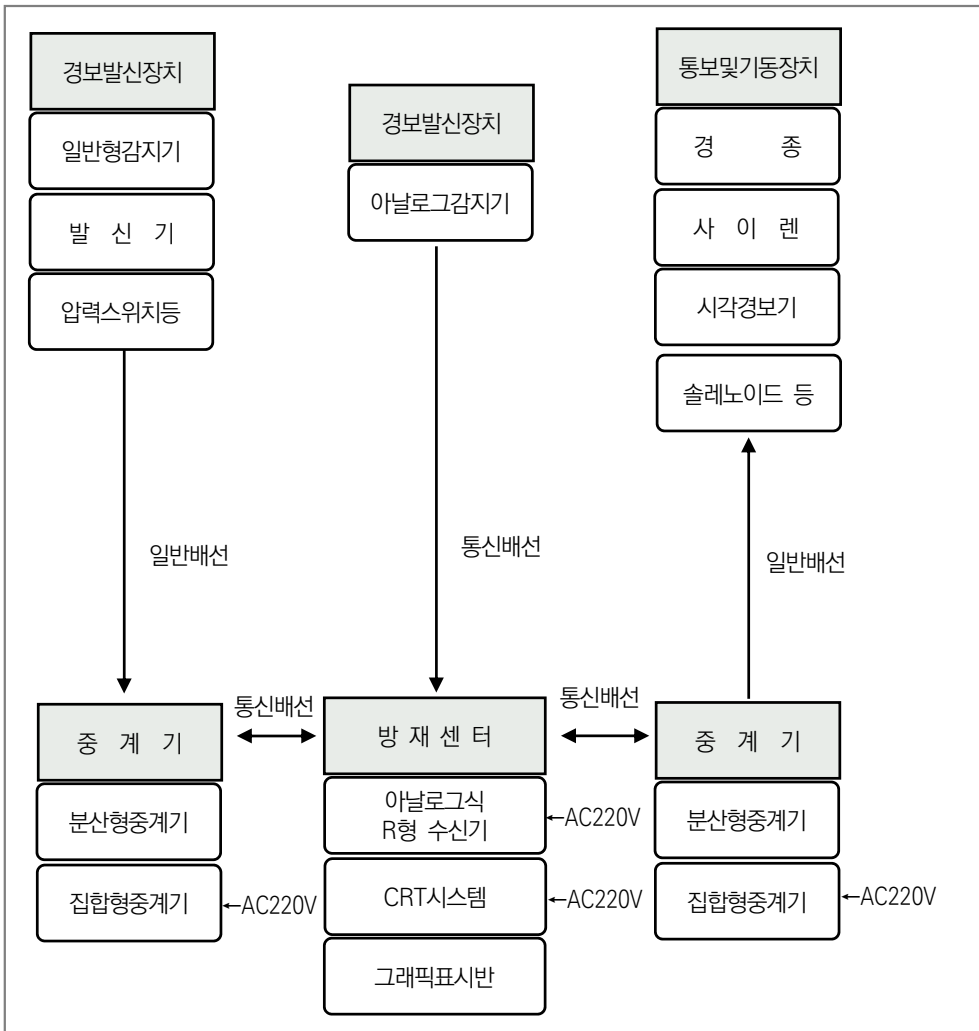 경보발신장치
일반형감지기
발 신 기
압력스위치등
경보발신장치
아날로그감지기
통보및기동장치
경 종
사 이 렌
시각경보기
솔레노이드 등
일반배선
통신배선
일반배선
중 계 기
분산형중계기
집합형중계기
←AC220V
통신배선
방 재 센 터
아날로그식
R형 수신기
←AC220V
CRT시스템
←AC220V
그래픽표시반
통신배선
중 계 기
분산형중계기
집합형중계기
←AC220V